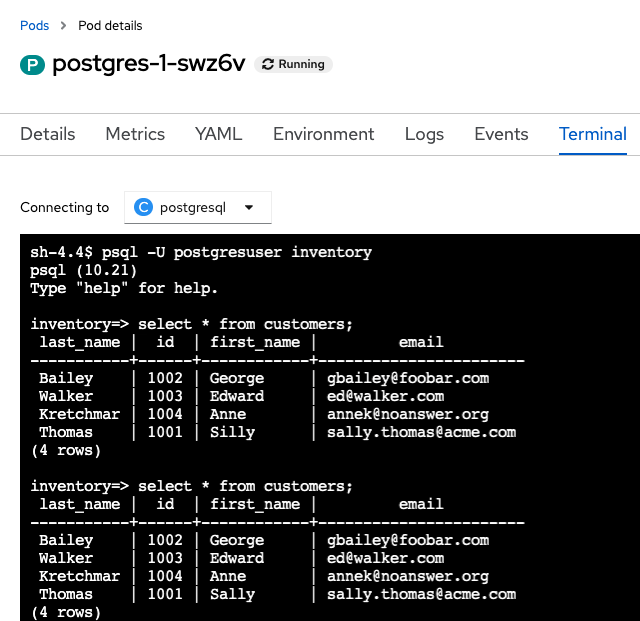 Pods > Pod details
P postgres-1-swz6v Running
Details Metrics YAML Environment Logs Events Terminal
Connecting to C postgresql
sh-4.4$ psql -U postgresuser inventory
psql (10.21)
Type "help" for help.
inventory=> select * from customers;
 last_name |  id  | first_name |         email
-----------+------+------------+-----------------------
 Bailey    | 1002 | George     | gbailey@foobar.com
 Walker    | 1003 | Edward     | ed@walker.com
 Kretchmar | 1004 | Anne       | annek@noanswer.org
 Thomas    | 1001 | Silly      | sally.thomas@acme.com
(4 rows)
inventory=> select * from customers;
 last_name |  id  | first_name |         email
-----------+------+------------+-----------------------
 Bailey    | 1002 | George     | gbailey@foobar.com
 Walker    | 1003 | Edward     | ed@walker.com
 Kretchmar | 1004 | Anne       | annek@noanswer.org
 Thomas    | 1001 | Sally      | sally.thomas@acme.com
(4 rows)